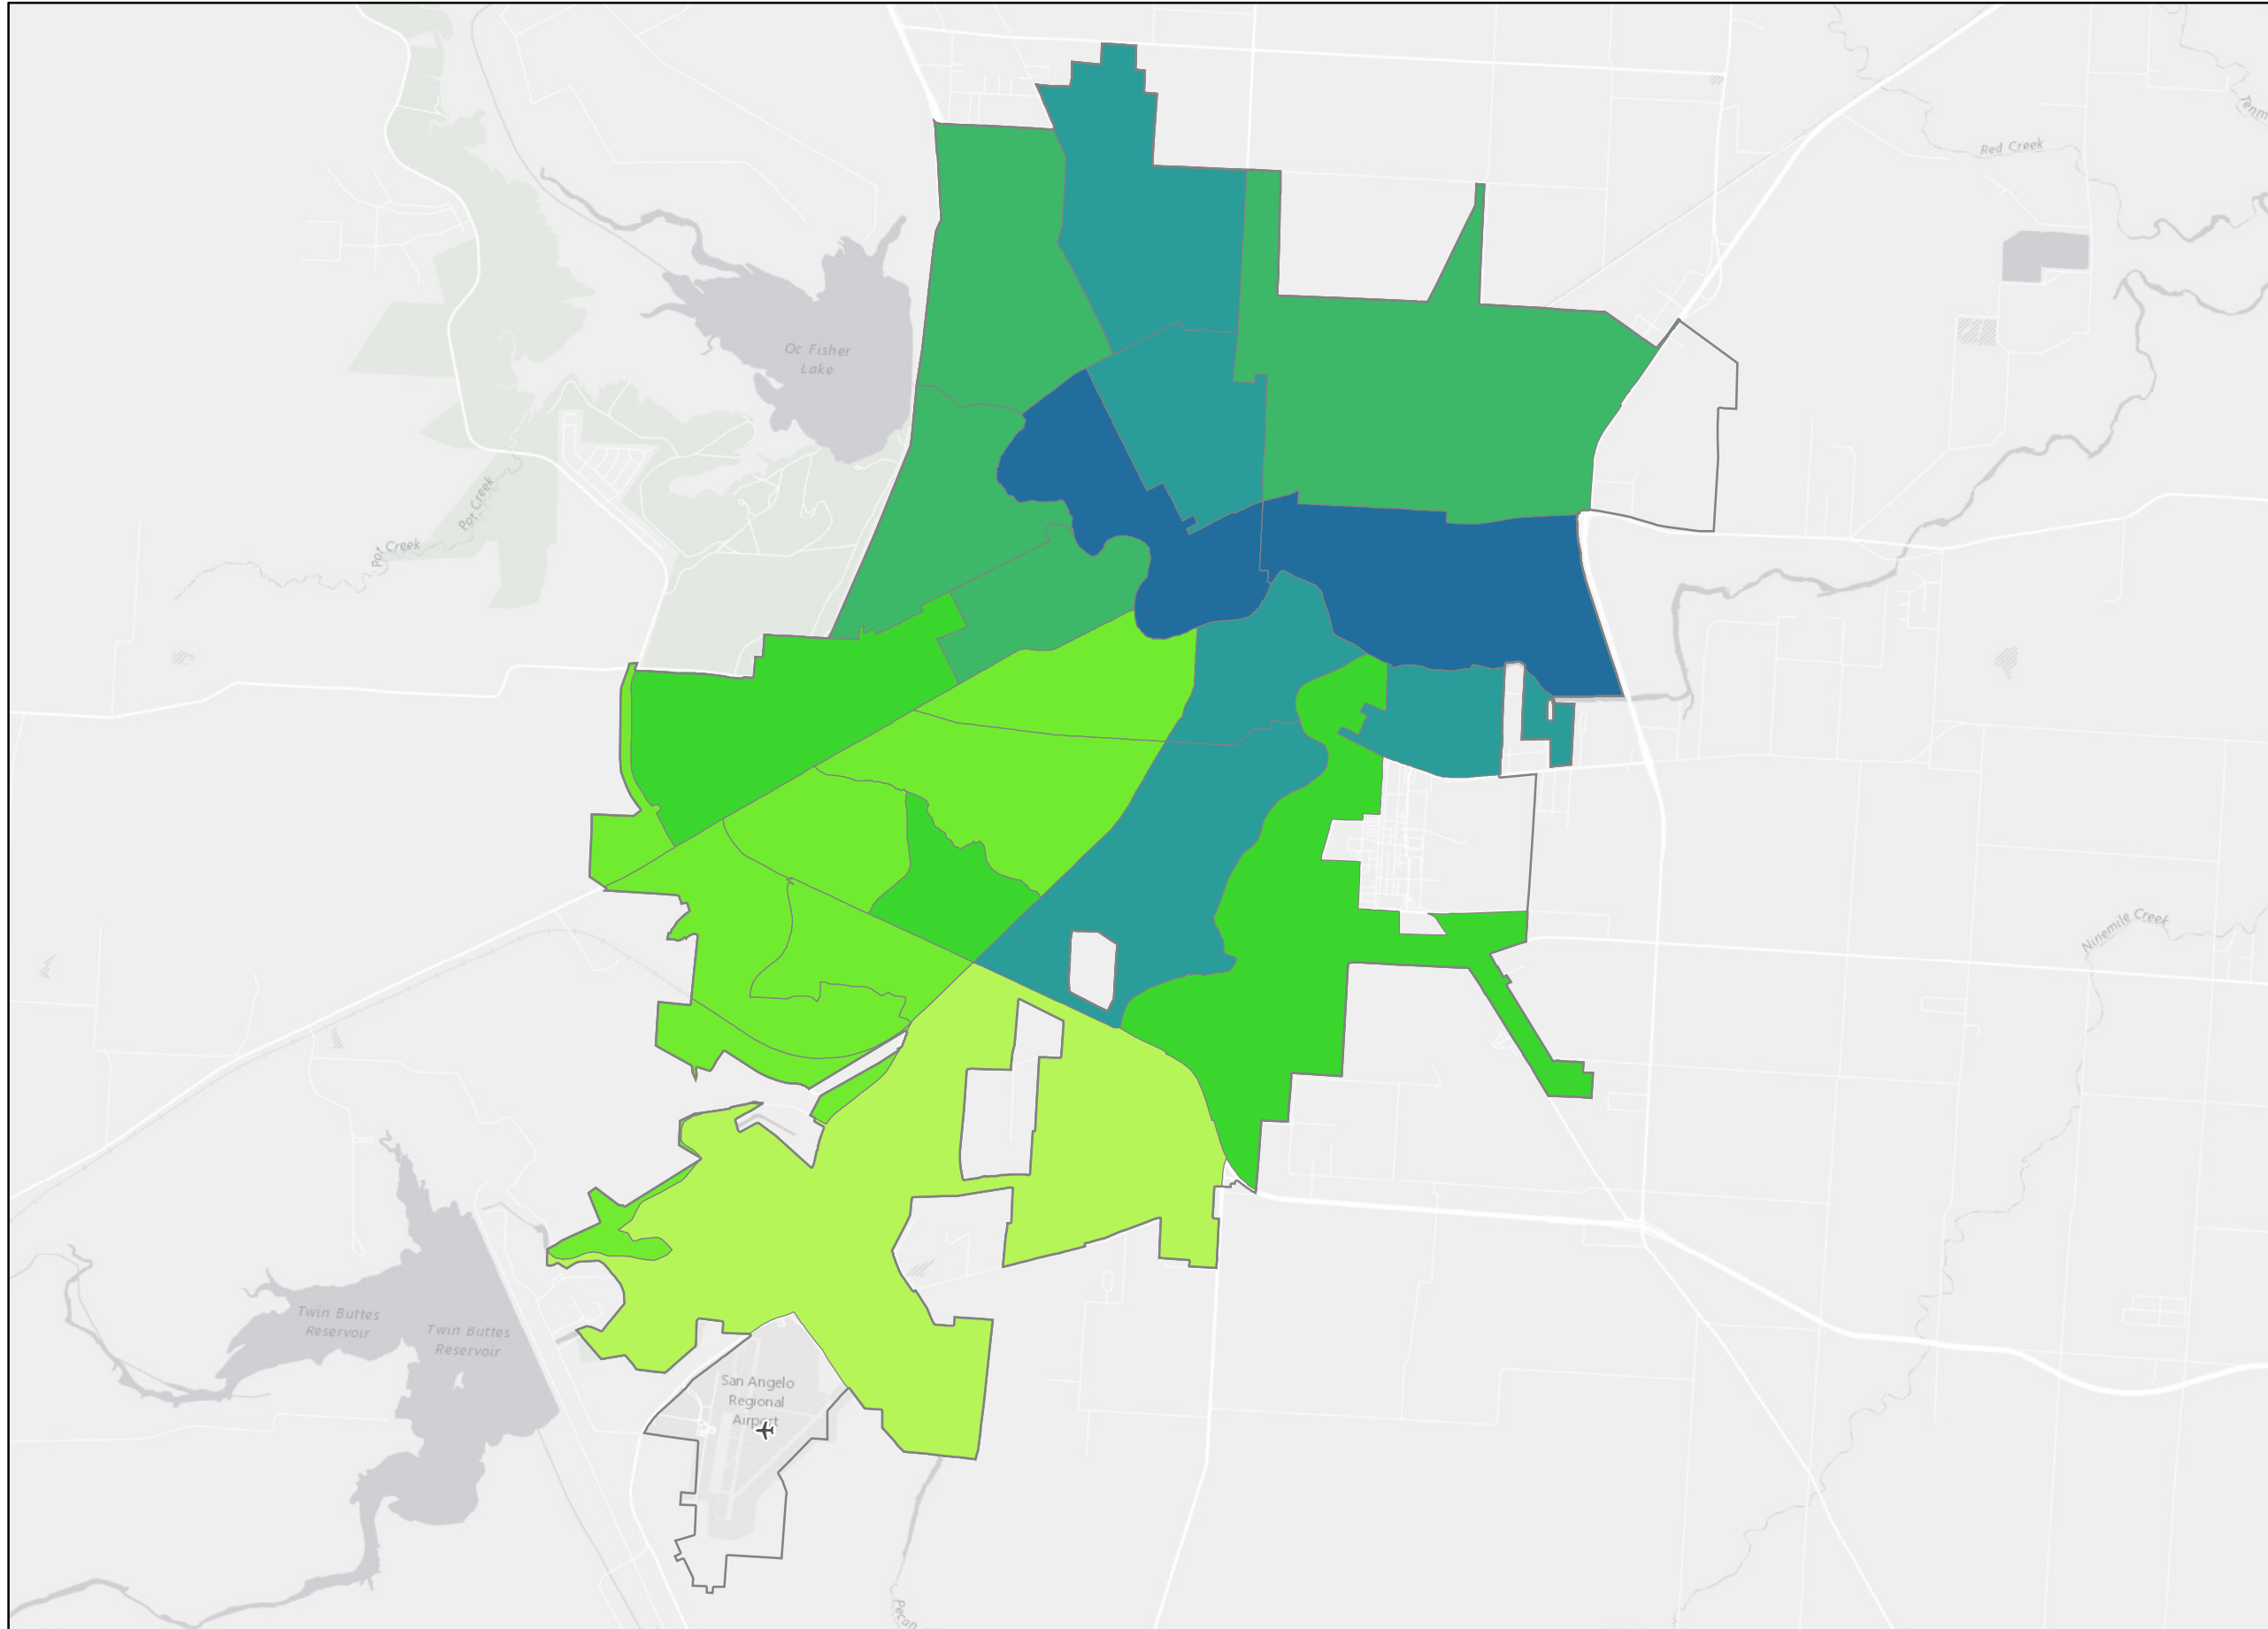 Red Creek
Oc Fisher
Lake
Pot Creek
Pot Creek
Ninemile Creek
Twin Buttes
Reservoir
Twin Buttes
Reservoir
San Angelo
Regional
Airport
Pecan